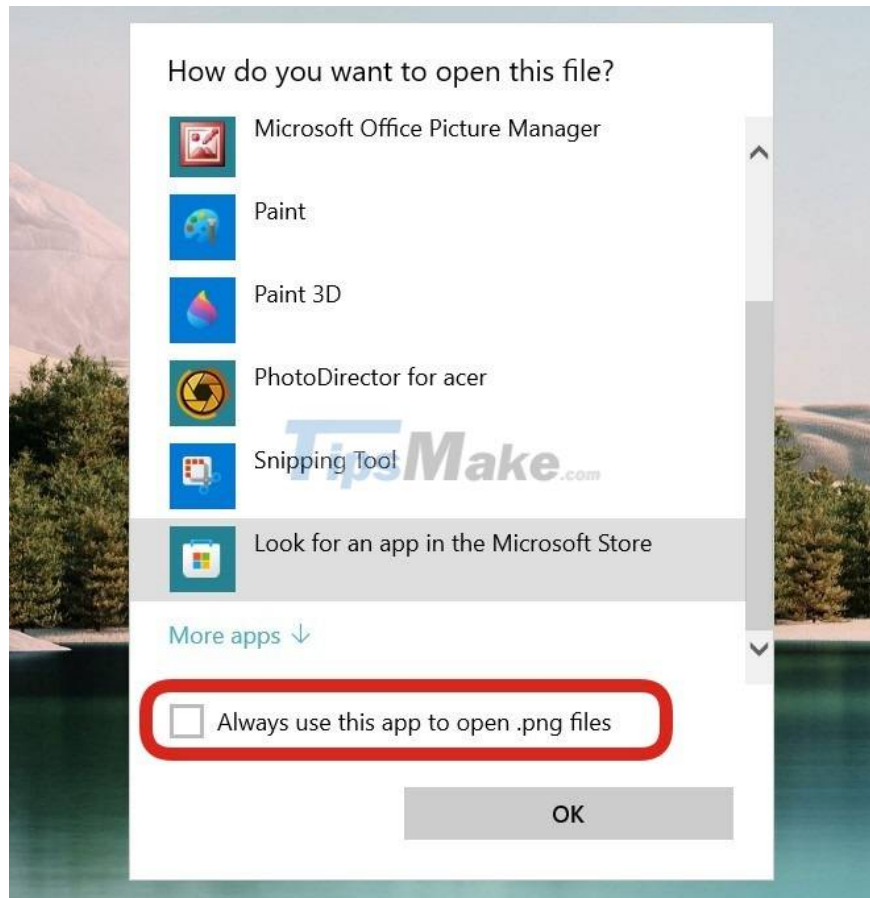 How do you want to open this file?
Microsoft Office Picture Manager
Paint
Paint 3D
PhotoDirector for acer
Snipping Tool
TipsMake.com
Look for an app in the Microsoft Store
More apps ↓
Always use this app to open .png files
OK